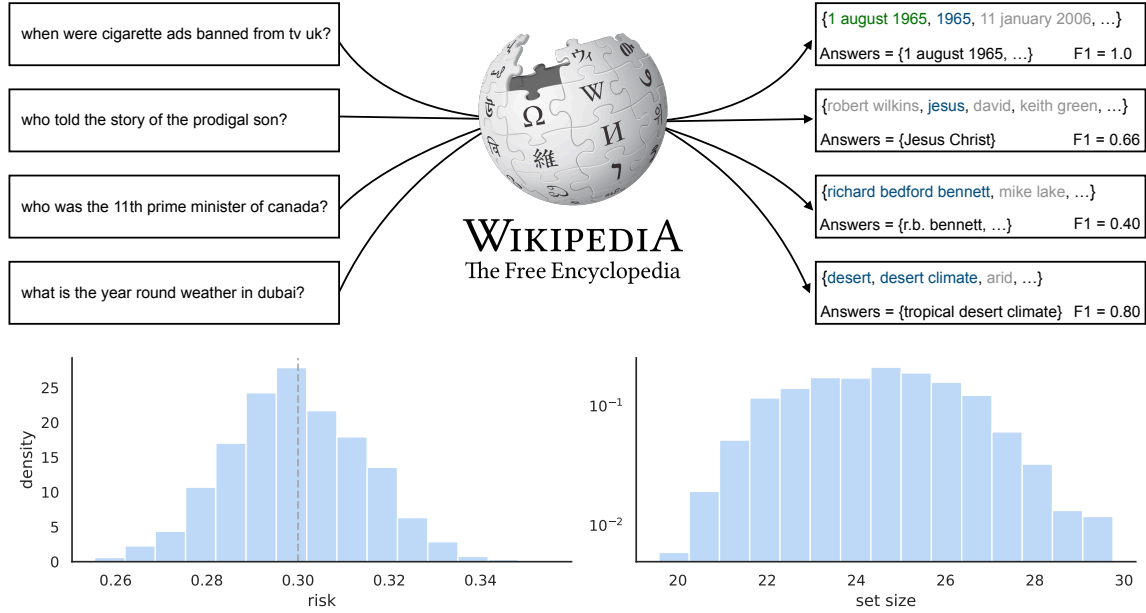 when were cigarette ads banned from tv uk?
who told the story of the prodigal son?
who was the 11th prime minister of canada?
what is the year round weather in dubai?
Ω
W
И
維
ウィ
WIKIPEDIA
The Free Encyclopedia
{1 august 1965, 1965, 11 january 2006, …}
Answers = {1 august 1965, …} F1 = 1.0
{robert wilkins, jesus, david, keith green, …}
Answers = {Jesus Christ} F1 = 0.66
{richard bedford bennett, mike lake, …}
Answers = {r.b. bennett, …} F1 = 0.40
{desert, desert climate, arid, …}
Answers = {tropical desert climate} F1 = 0.80
density
25
20
15
10
5
0
0.26 0.28 0.30 0.32 0.34
risk
10⁻¹
10⁻²
20 22 24 26 28 30
set size